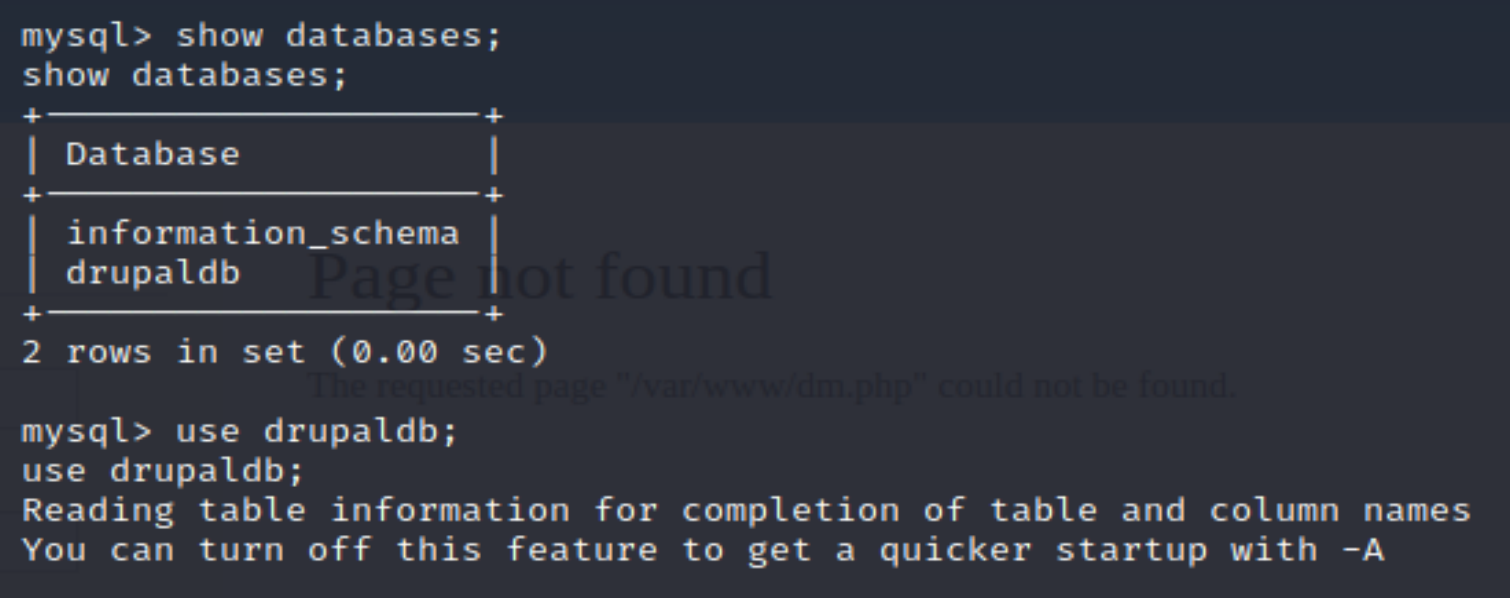 mysql> show databases;
show databases;
+--------------------+
| Database           |
+--------------------+
| information_schema |
| drupaldb           |
+--------------------+
Page not found
2 rows in set (0.00 sec)
The requested page "/var/www/dm.php" could not be found.
mysql> use drupaldb;
use drupaldb;
Reading table information for completion of table and column names
You can turn off this feature to get a quicker startup with -A